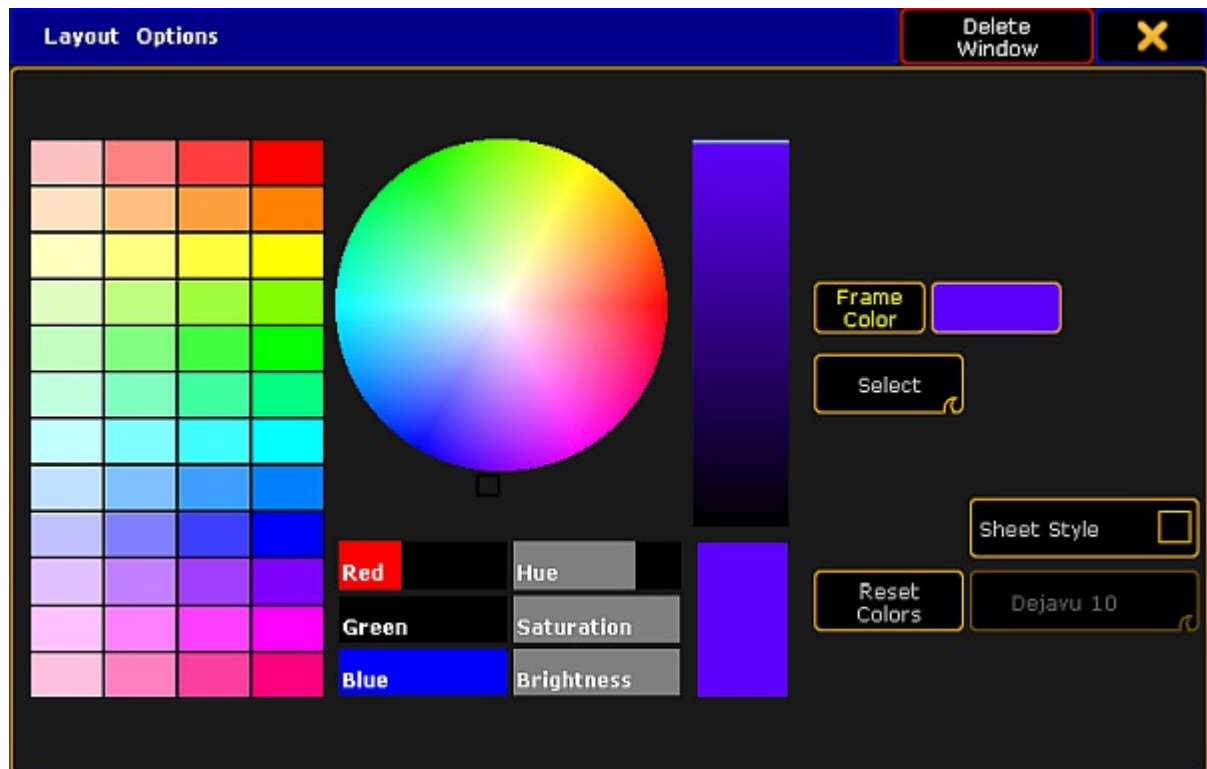 Layout Options
Delete
Window
Frame
Color
Select
Sheet Style
Red
Hue
Reset
Colors
Dejavu 10
Green
Saturation
Blue
Brightness